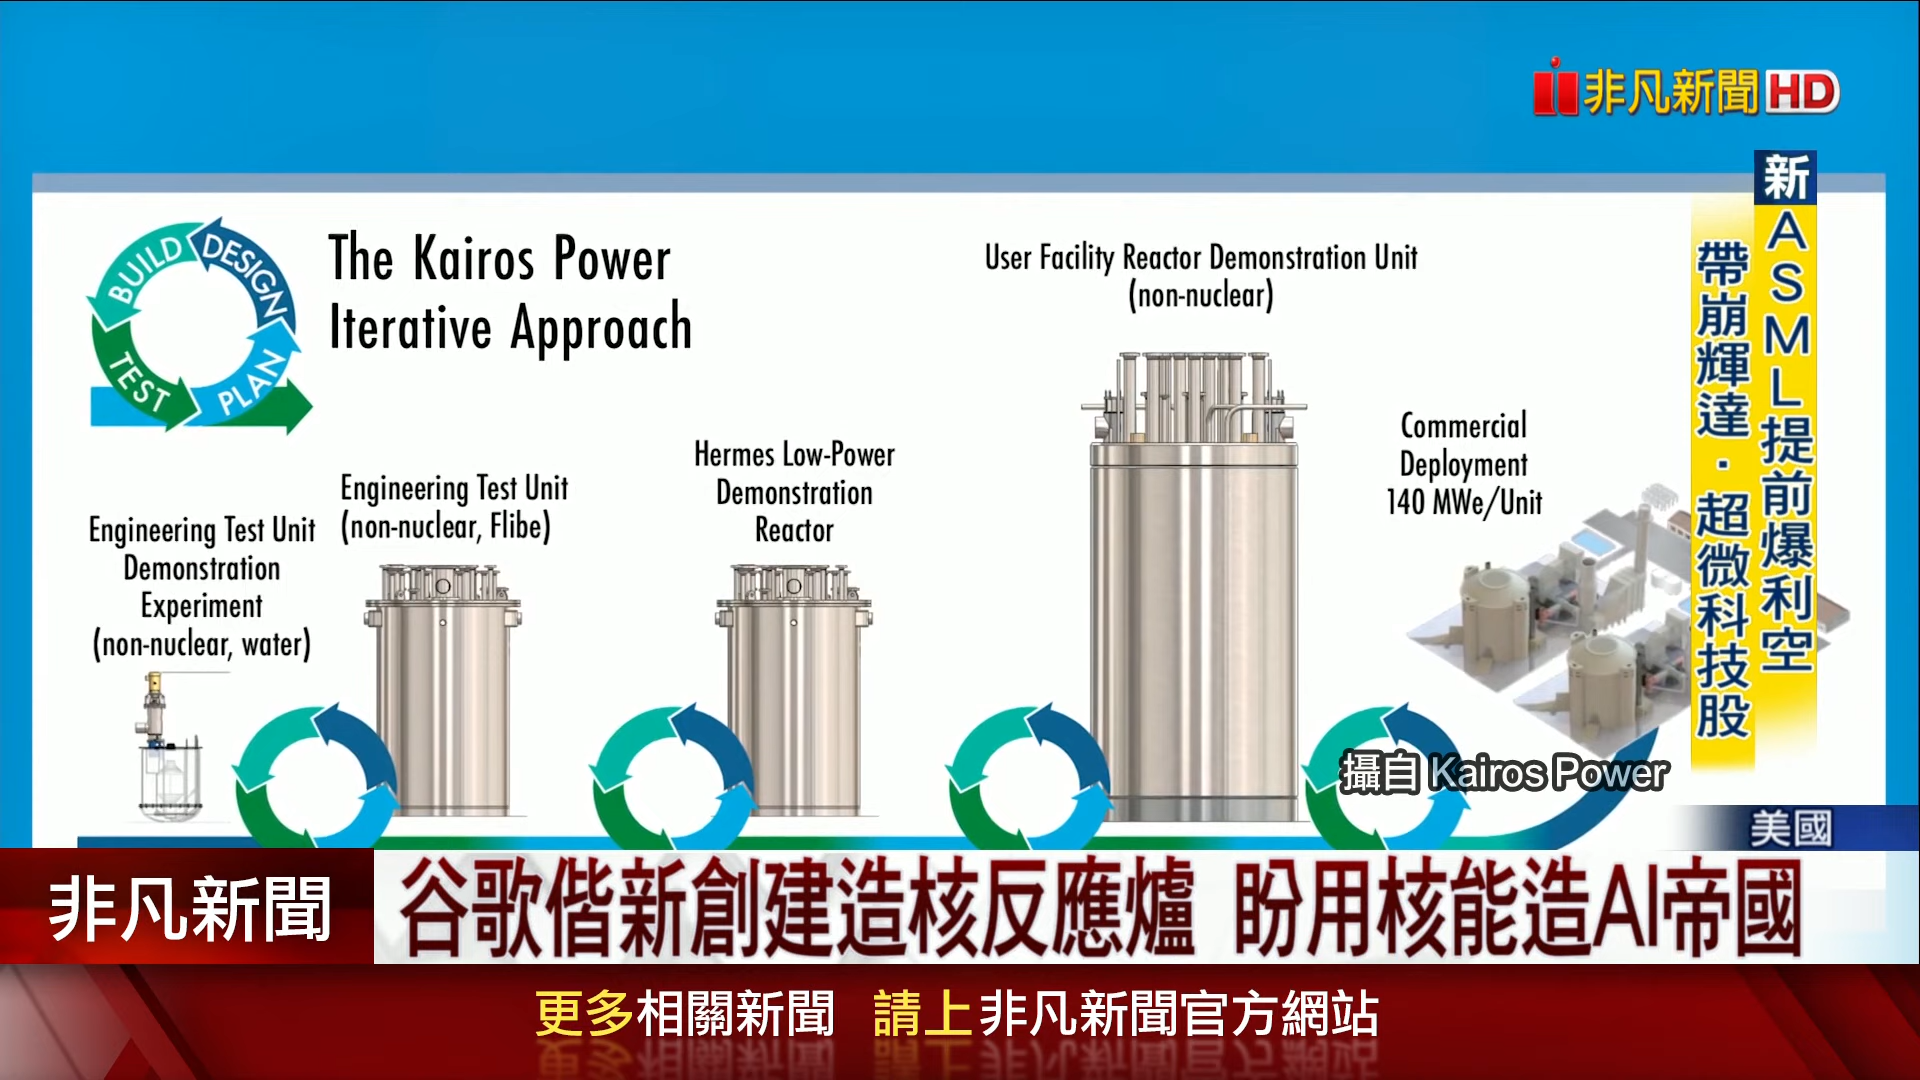 非凡新聞HD
新ASML提前爆利空
帶崩輝達．超微科技股
BUILD
DESIGN
TEST
PLAN
The Kairos Power
Iterative Approach
Engineering Test Unit
Demonstration
Experiment
(non-nuclear, water)
Engineering Test Unit
(non-nuclear, Flibe)
Hermes Low-Power
Demonstration
Reactor
User Facility Reactor Demonstration Unit
(non-nuclear)
Commercial
Deployment
140 MWe/Unit
攝自 Kairos Power
美國
非凡新聞
谷歌偕新創建造核反應爐 盼用核能造AI帝國
更多相關新聞 請上非凡新聞官方網站